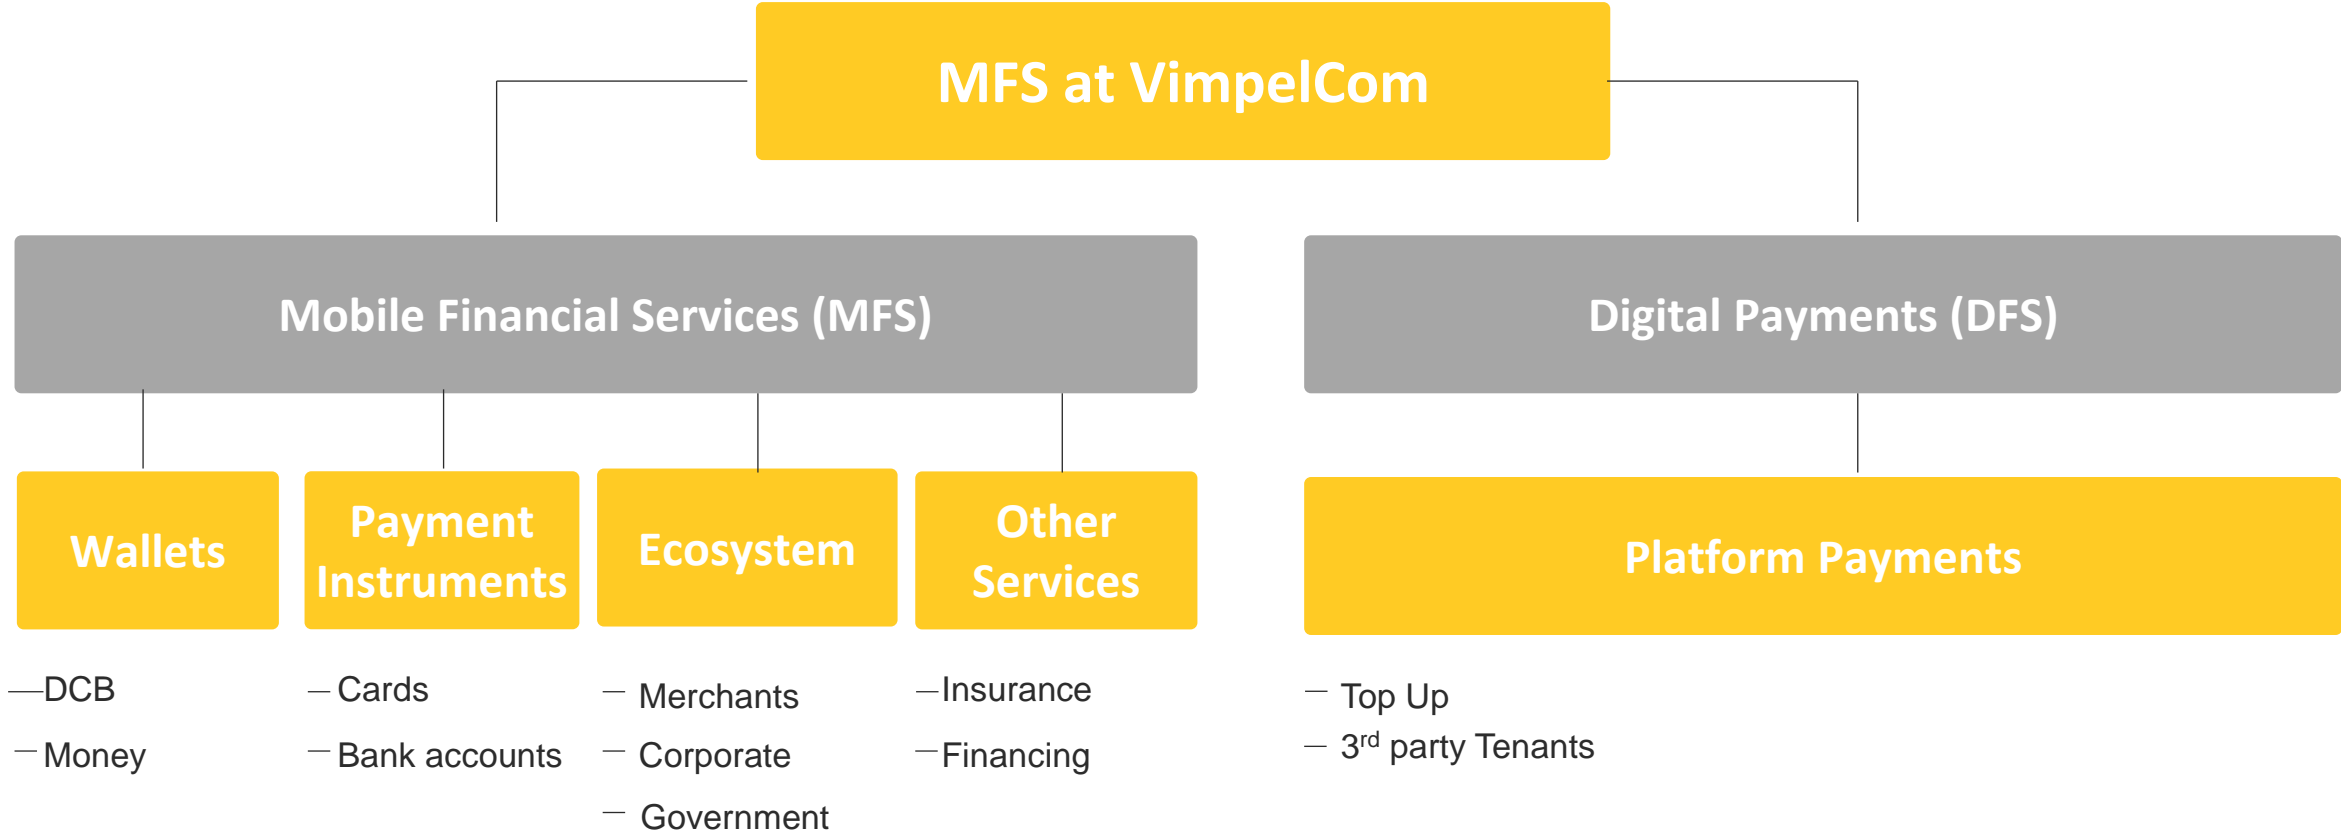 MFS at VimpelCom
Mobile Financial Services (MFS)
Digital Payments (DFS)
Wallets
Payment
Instruments
Ecosystem
Other
Services
Platform Payments
DCB
Money
Cards
Bank accounts
Merchants
Corporate
Government
Insurance
Financing
Top Up
3rd party Tenants